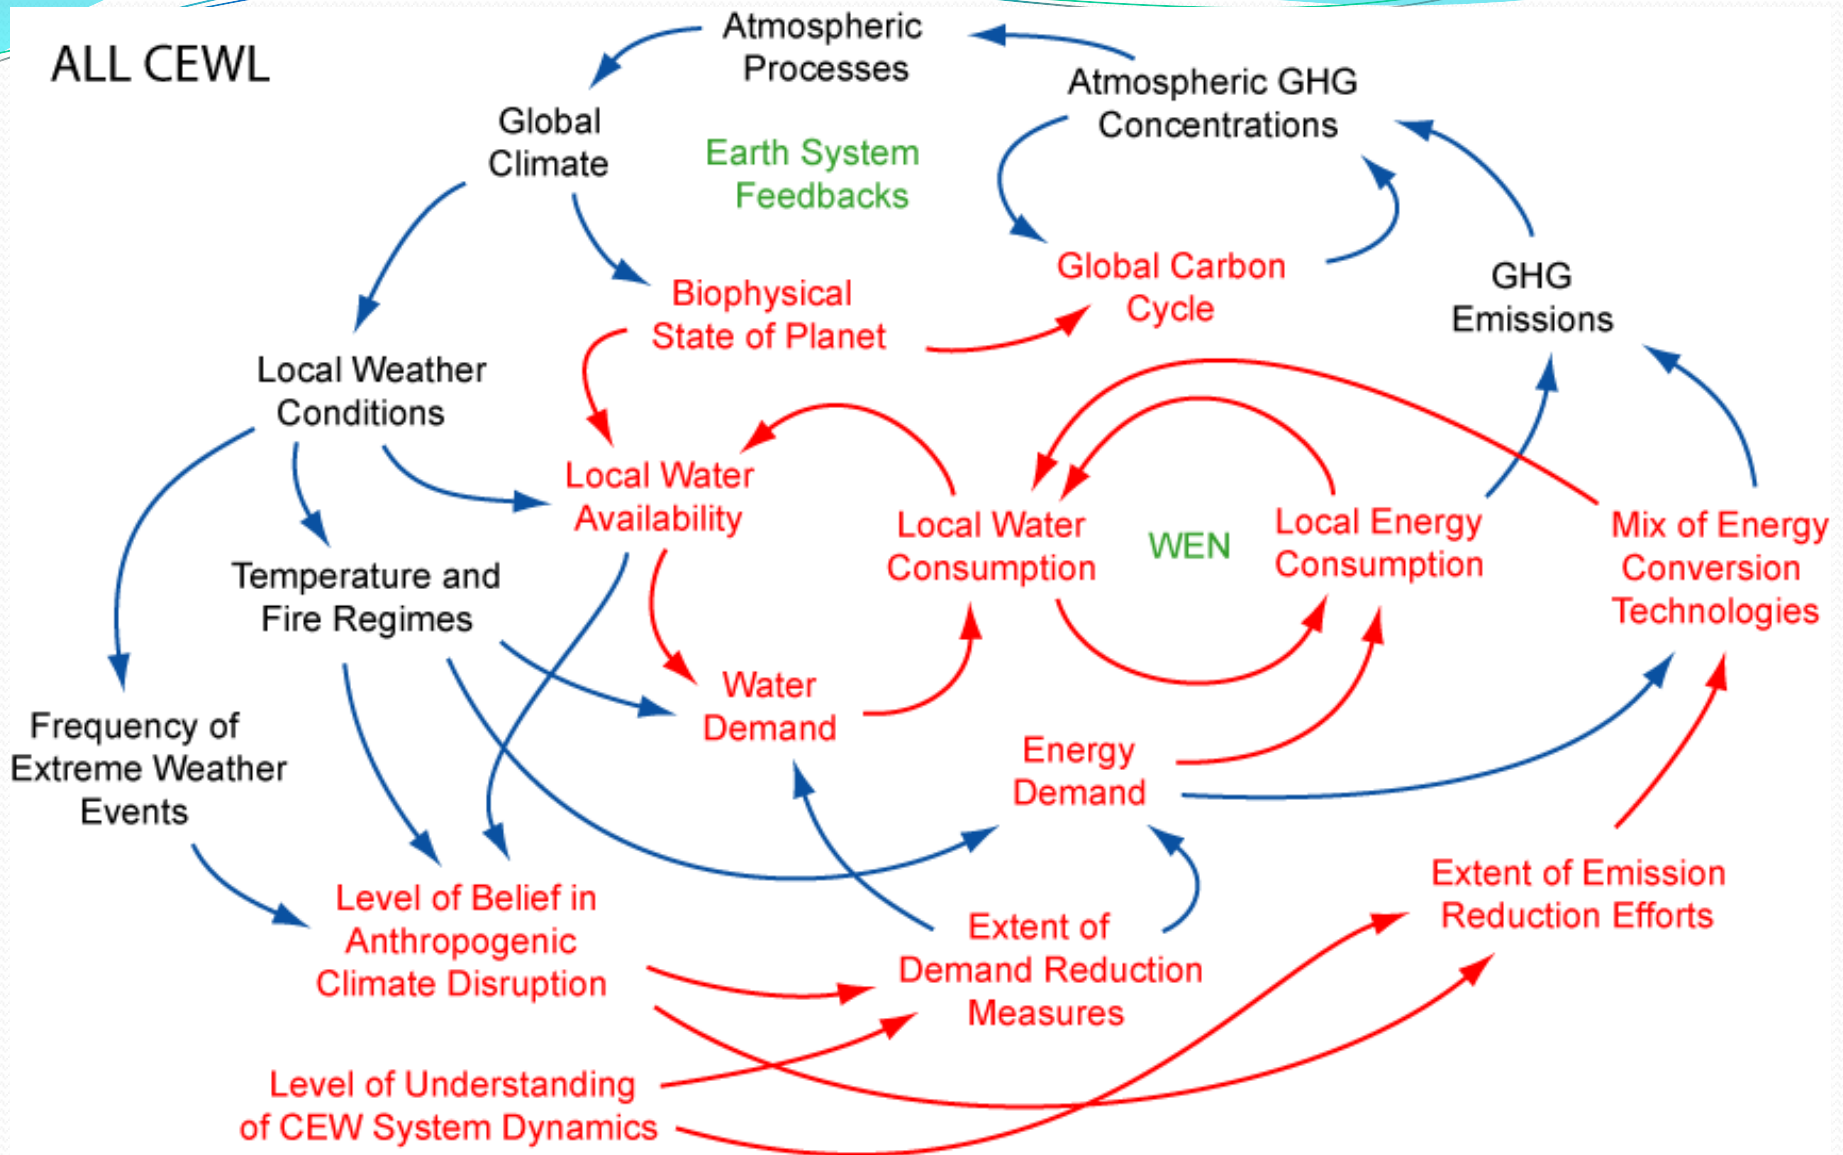 ALL CEWL
Atmospheric
Processes
Atmospheric GHG
Concentrations
Global
Climate
Earth System
Feedbacks
Global Carbon
Cycle
GHG
Emissions
Biophysical
State of Planet
Local Weather
Conditions
Local Water
Availability
Local Water
Consumption
WEN
Local Energy
Consumption
Mix of Energy
Conversion
Technologies
Temperature and
Fire Regimes
Water
Demand
Frequency of
Extreme Weather
Events
Energy
Demand
Level of Belief in
Anthropogenic
Climate Disruption
Extent of
Demand Reduction
Measures
Extent of Emission
Reduction Efforts
Level of Understanding
of CEW System Dynamics